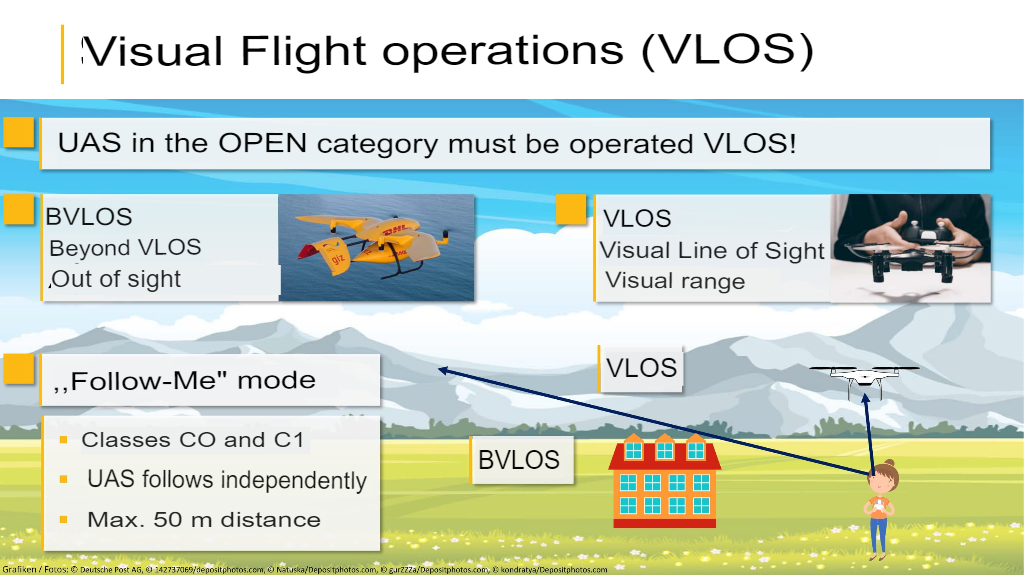 Visual Flight operations (VLOS)
UAS in the OPEN category must be operated VLOS!
BVLOS
Beyond VLOS
Out of sight
DHL
giz
VLOS
Visual Line of Sight
Visual range
,,Follow-Me" mode
Classes CO and C1
UAS follows independently
Max. 50 m distance
VLOS
BVLOS
Grafiken / Fotos: © Deutsche Post AG, © 142737069/depositphotos.com, © Natuska/Depositphotos.com, © gurZZZa/Depositphotos.com, © kondratya/Depositphotos.com